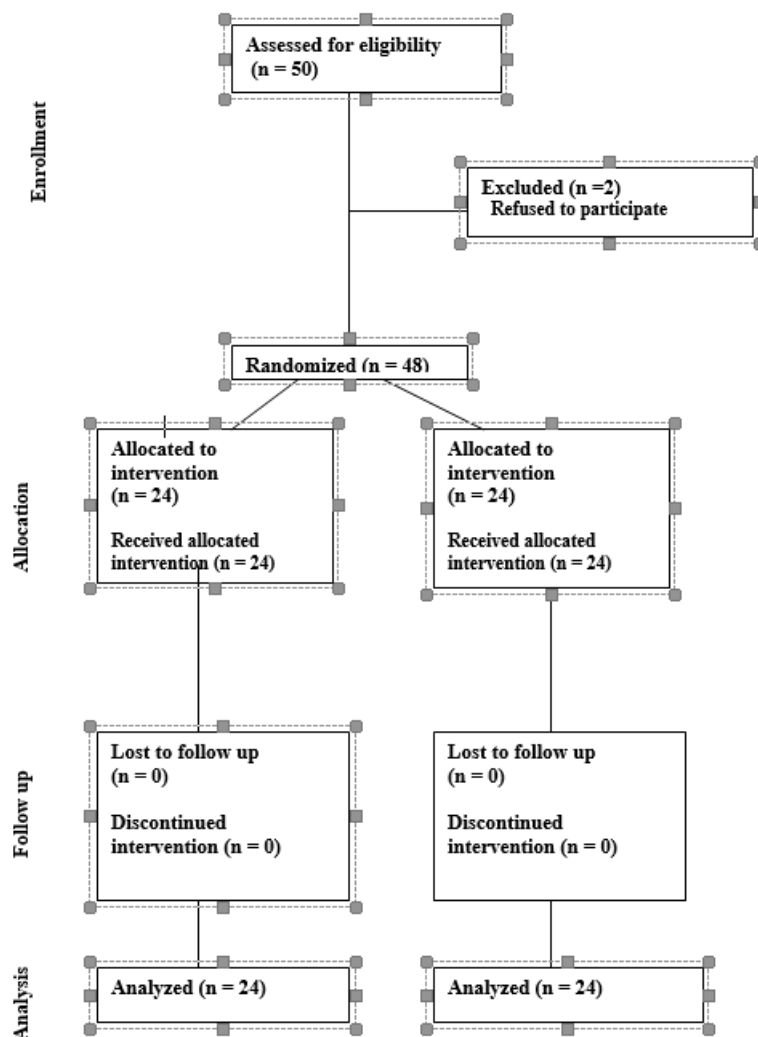 Enrollment
Assessed for eligibility
(n = 50)
Excluded (n =2)
Refused to participate
Randomized (n = 48)
Allocation
Allocated to
intervention
(n = 24)
Received allocated
intervention (n = 24)
Allocated to
intervention
(n = 24)
Received allocated
intervention (n = 24)
Follow up
Lost to follow up
(n = 0)
Discontinued
intervention (n = 0)
Lost to follow up
(n = 0)
Discontinued
intervention (n = 0)
Analysis
Analyzed (n = 24)
Analyzed (n = 24)